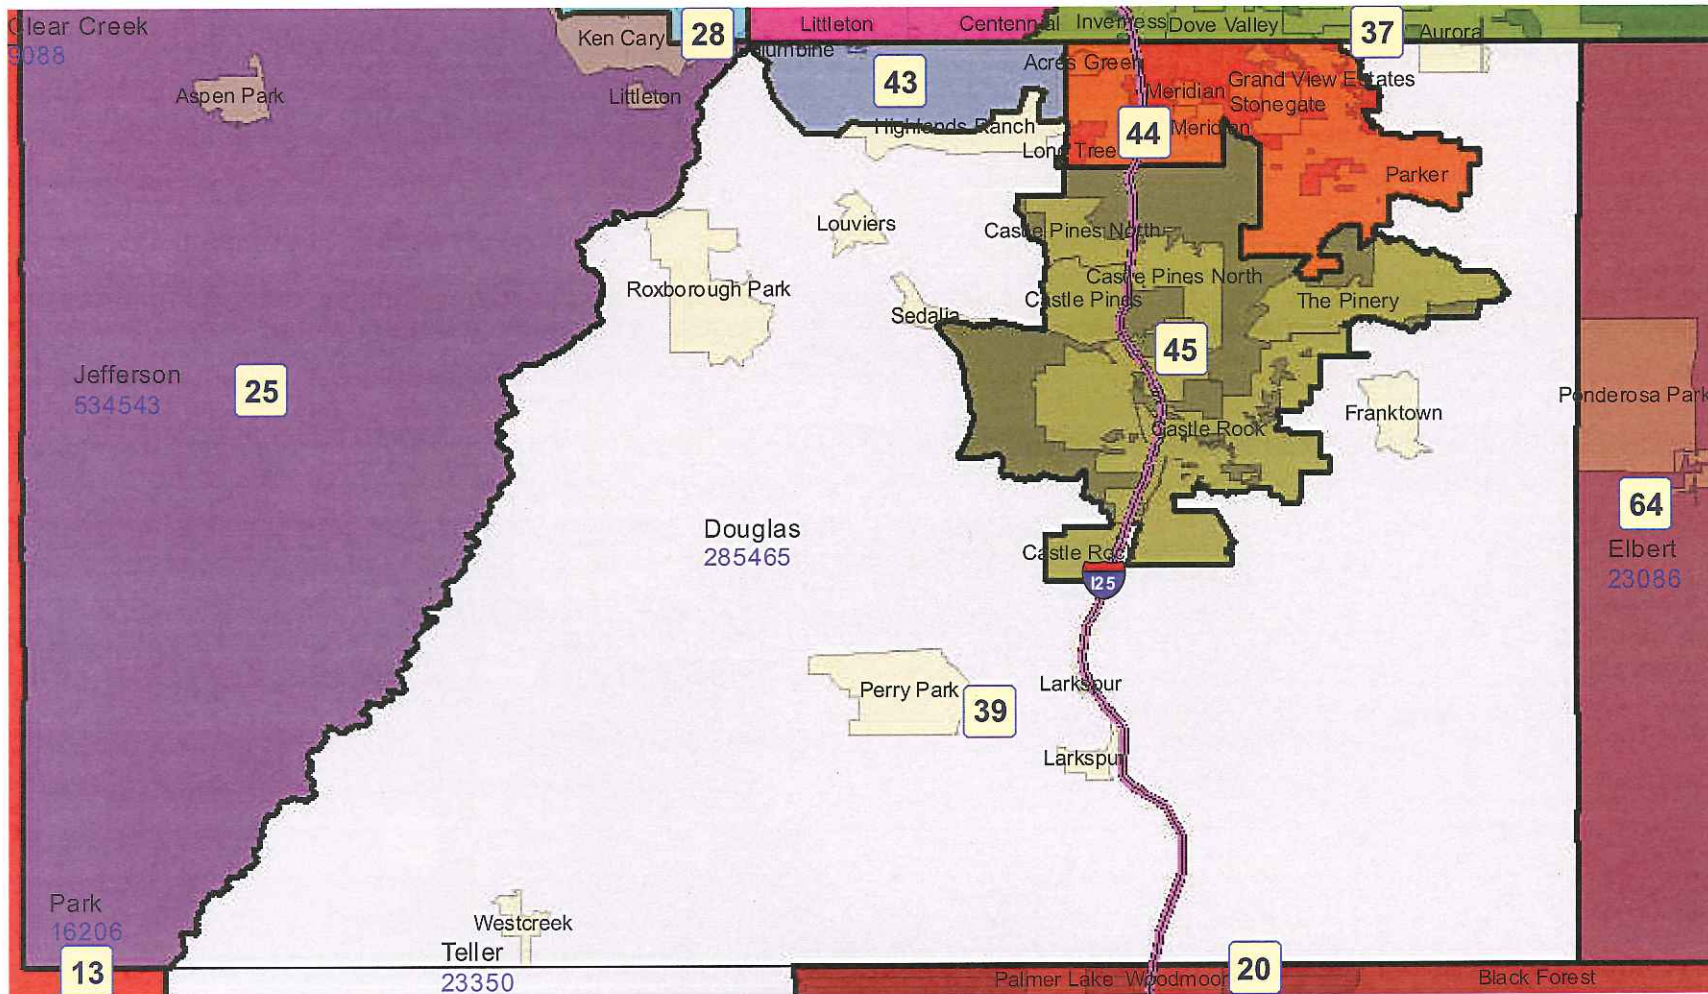 Clear Creek
9088
Ken Cary
28
Littleton
Centennial
Inverness
Dove Valley
37
Aurora
Columbine
Acres Green
43
Aspen Park
Littleton
Meridian
Grand View Estates
Stonegate
Highlands Ranch
44
Meridian
Lone Tree
Parker
Louviers
Castle Pines North
Roxborough Park
Castle Pines North
Castle Pines
The Pinery
Sedalia
45
Jefferson
534543
25
Ponderosa Park
Franktown
Castle Rock
64
Douglas
285465
Elbert
23086
Castle Rock
I25
Perry Park
39
Larkspur
Larkspur
Park
16206
13
Westcreek
Teller
23350
20
Palmer Lake
Woodmoor
Black Forest